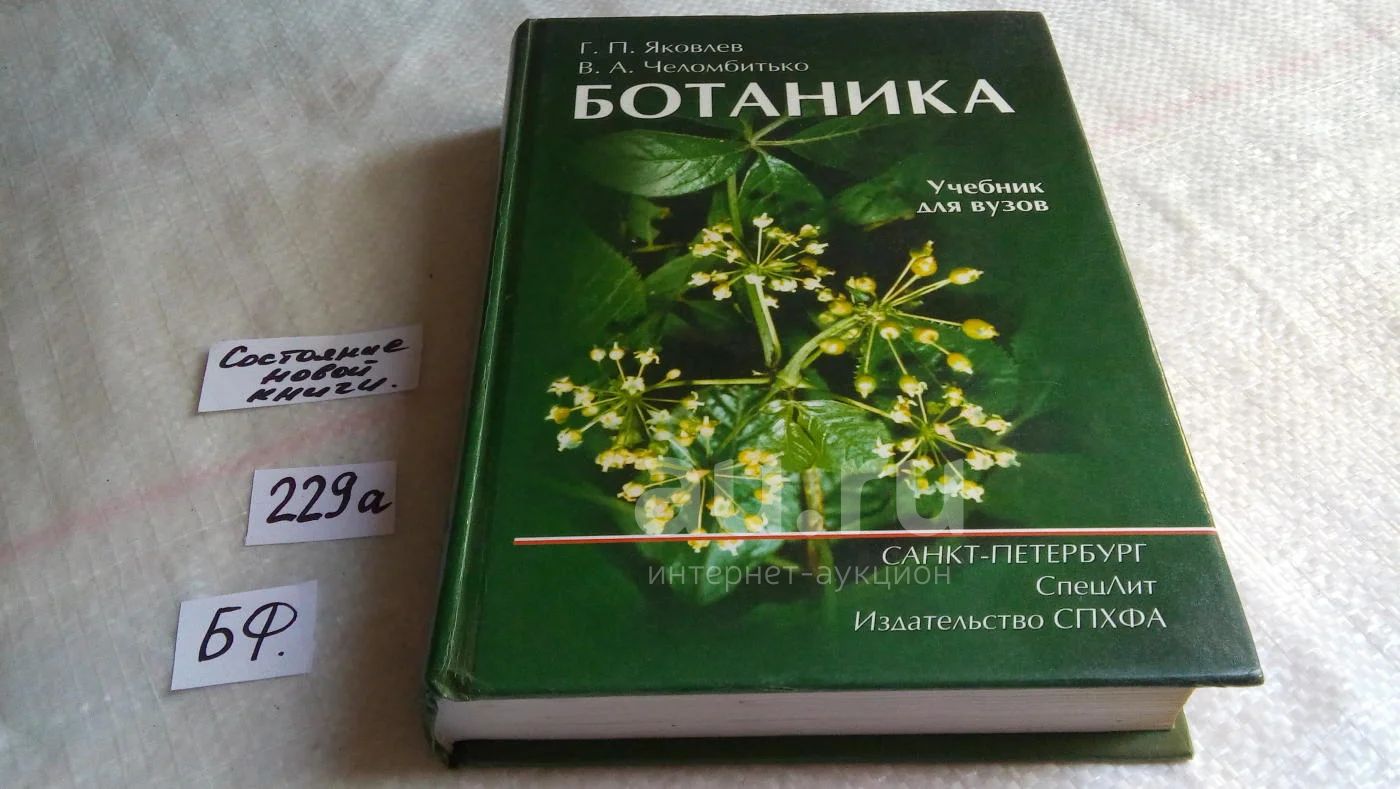 Г. П. Яковлев
В. А. Челомбитько
БОТАНИКА
Учебник
для вузов
Состояние
новой
книги.
229а
БФ.
au.ru
интернет-аукцион
САНКТ-ПЕТЕРБУРГ
СпецЛит
Издательство СПХФА